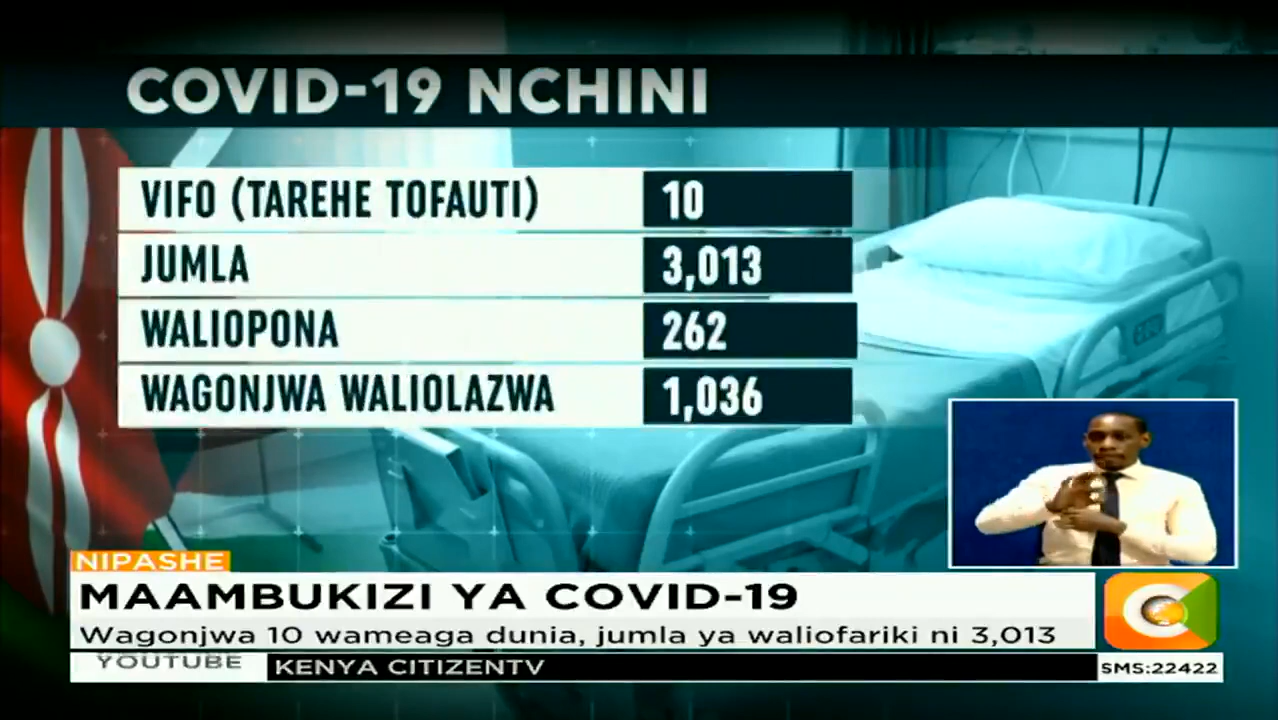 COVID-19 NCHINI
VIFO (TAREHE TOFAUTI) 10
JUMLA 3,013
WALIOPONA 262
WAGONJWA WALIOLAZWA 1,036
NIPASHE
MAAMBUKIZI YA COVID-19
Wagonjwa 10 wameaga dunia, jumla ya waliofariki ni 3,013
YOUTUBE KENYA CITIZENTV
SMS:22422